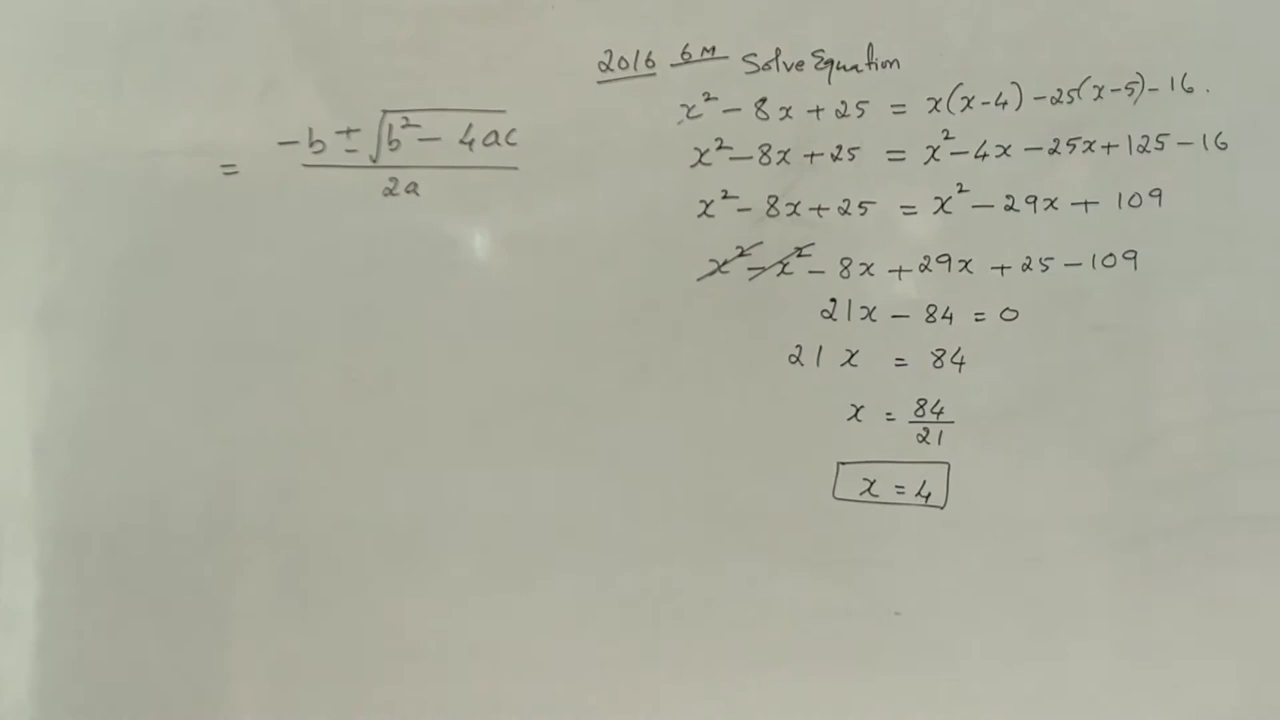 = -b ± √(b² - 4ac) / 2a
2016 6M Solve Equation
x² - 8x + 25 = x(x-4) - 25(x-5) - 16.
x² - 8x + 25 = x² - 4x - 25x + 125 - 16
x² - 8x + 25 = x² - 29x + 109
x² - x² - 8x + 29x + 25 - 109
21x - 84 = 0
21x = 84
x = 84/21
x = 4